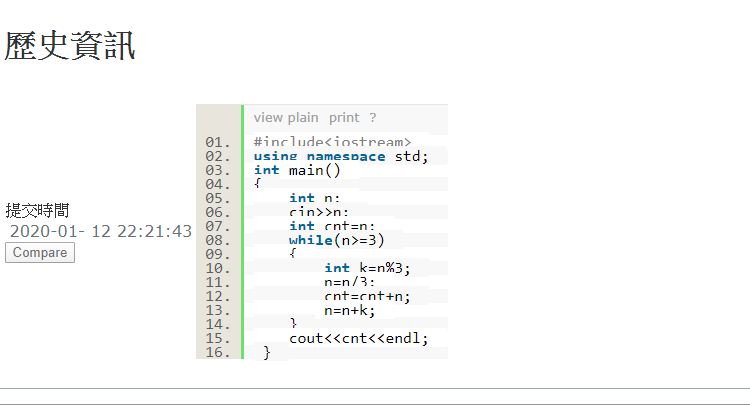 歷史資訊
view plain print ?
01. #include<iostream>
02. using namespace std;
03. int main()
04. {
05. int n;
06. cin>>n;
07. int cnt=n;
08. while(n>=3)
09. {
10. int k=n%3;
11. n=n/3;
12. cnt=cnt+n;
13. n=n+k;
14. }
15. cout<<cnt<<endl;
16. }
提交時間
2020-01- 12 22:21:43
Compare